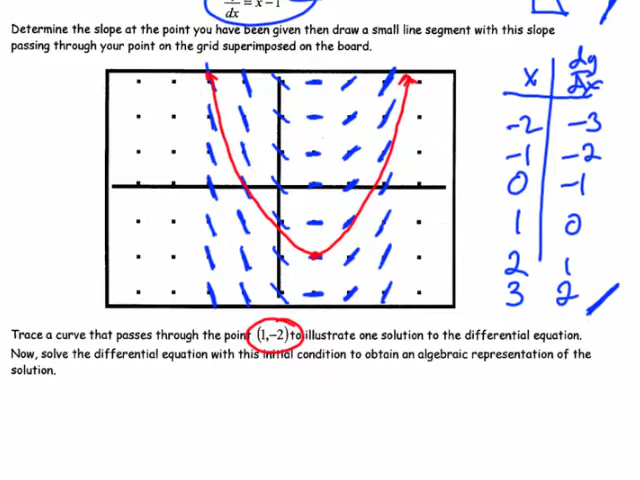 dx = x − 1
Determine the slope at the point you have been given then draw a small line segment with this slope
passing through your point on the grid superimposed on the board.
x dy/dx
-2 -3
-1 -2
0 -1
1 0
2 1
3 2
Trace a curve that passes through the point (1,−2) to illustrate one solution to the differential equation.
Now, solve the differential equation with this initial condition to obtain an algebraic representation of the
solution.